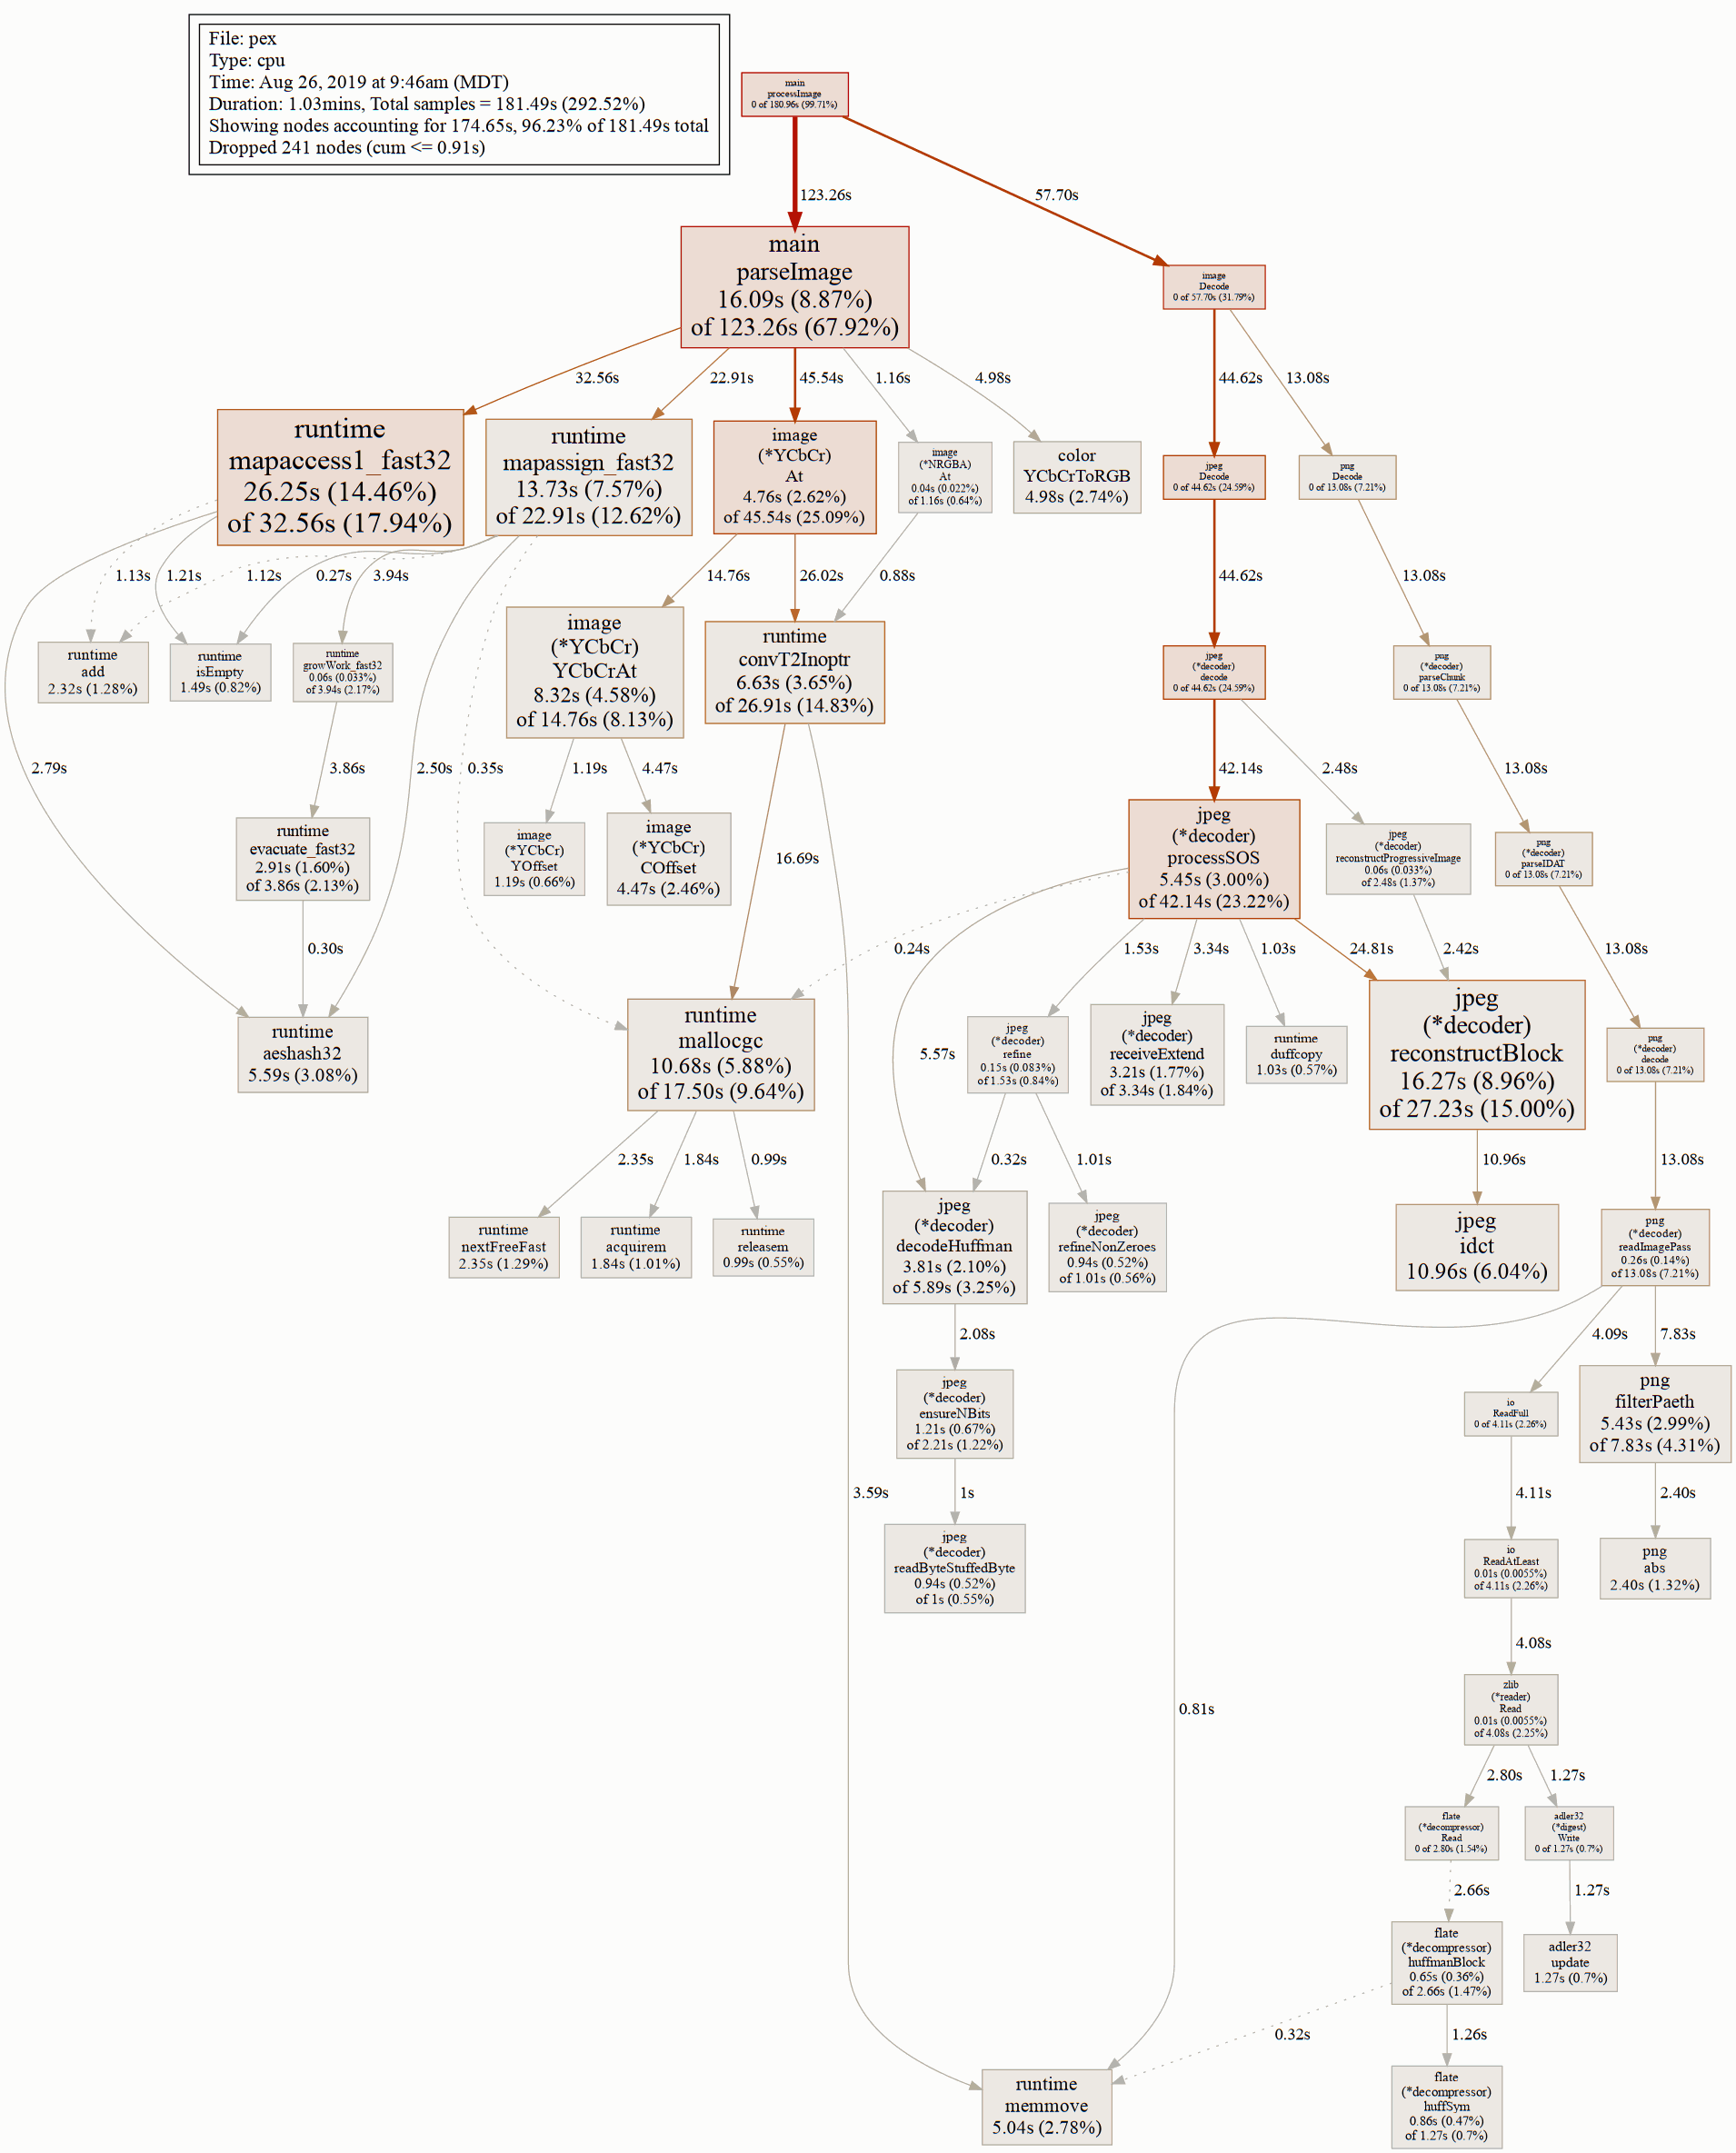 File: pex
Type: cpu
Time: Aug 26, 2019 at 9:46am (MDT)
Duration: 1.03mins, Total samples = 181.49s (292.52%)
Showing nodes accounting for 174.65s, 96.23% of 181.49s total
Dropped 241 nodes (cum <= 0.91s)
main
processImage
0 of 180.96s (99.71%)
123.26s
57.70s
main
parseImage
16.09s (8.87%)
of 123.26s (67.92%)
image
Decode
0 of 57.70s (31.79%)
32.56s
22.91s
45.54s
1.16s
4.98s
44.62s
13.08s
runtime
mapaccess1_fast32
26.25s (14.46%)
of 32.56s (17.94%)
runtime
mapassign_fast32
13.73s (7.57%)
of 22.91s (12.62%)
image
(*YCbCr)
At
4.76s (2.62%)
of 45.54s (25.09%)
image
(*NRGBA)
At
0.04s (0.022%)
of 1.16s (0.64%)
color
YCbCrToRGB
4.98s (2.74%)
jpeg
Decode
0 of 44.62s (24.59%)
png
Decode
0 of 13.08s (7.21%)
1.13s
1.21s
1.12s
0.27s
3.94s
14.76s
26.02s
0.88s
44.62s
13.08s
runtime
add
2.32s (1.28%)
runtime
isEmpty
1.49s (0.82%)
runtime
growWork_fast32
0.06s (0.033%)
of 3.94s (2.17%)
image
(*YCbCr)
YCbCrAt
8.32s (4.58%)
of 14.76s (8.13%)
runtime
convT2Inoptr
6.63s (3.65%)
of 26.91s (14.83%)
jpeg
(*decoder)
decode
0 of 44.62s (24.59%)
png
(*decoder)
parseChunk
0 of 13.08s (7.21%)
2.79s
3.86s
2.50s
0.35s
1.19s
4.47s
42.14s
2.48s
13.08s
runtime
evacuate_fast32
2.91s (1.60%)
of 3.86s (2.13%)
image
(*YCbCr)
YOffset
1.19s (0.66%)
image
(*YCbCr)
COffset
4.47s (2.46%)
16.69s
jpeg
(*decoder)
processSOS
5.45s (3.00%)
of 42.14s (23.22%)
jpeg
(*decoder)
reconstructProgressiveImage
0.06s (0.033%)
of 2.48s (1.37%)
png
(*decoder)
parseIDAT
0 of 13.08s (7.21%)
0.30s
0.24s
1.53s
3.34s
1.03s
24.81s
2.42s
13.08s
runtime
aeshash32
5.59s (3.08%)
runtime
mallocgc
10.68s (5.88%)
of 17.50s (9.64%)
5.57s
jpeg
(*decoder)
refine
0.15s (0.083%)
of 1.53s (0.84%)
jpeg
(*decoder)
receiveExtend
3.21s (1.77%)
of 3.34s (1.84%)
runtime
duffcopy
1.03s (0.57%)
jpeg
(*decoder)
reconstructBlock
16.27s (8.96%)
of 27.23s (15.00%)
png
(*decoder)
decode
0 of 13.08s (7.21%)
2.35s
1.84s
0.99s
0.32s
1.01s
10.96s
13.08s
runtime
nextFreeFast
2.35s (1.29%)
runtime
acquirem
1.84s (1.01%)
runtime
releasem
0.99s (0.55%)
jpeg
(*decoder)
decodeHuffman
3.81s (2.10%)
of 5.89s (3.25%)
jpeg
(*decoder)
refineNonZeroes
0.94s (0.52%)
of 1.01s (0.56%)
jpeg
idct
10.96s (6.04%)
png
(*decoder)
readImagePass
0.26s (0.14%)
of 13.08s (7.21%)
2.08s
4.09s
7.83s
jpeg
(*decoder)
ensureNBits
1.21s (0.67%)
of 2.21s (1.22%)
io
ReadFull
0 of 4.11s (2.26%)
png
filterPaeth
5.43s (2.99%)
of 7.83s (4.31%)
3.59s
1s
4.11s
2.40s
jpeg
(*decoder)
readByteStuffedByte
0.94s (0.52%)
of 1s (0.55%)
io
ReadAtLeast
0.01s (0.0055%)
of 4.11s (2.26%)
png
abs
2.40s (1.32%)
4.08s
0.81s
zlib
(*reader)
Read
0.01s (0.0055%)
of 4.08s (2.25%)
2.80s
1.27s
flate
(*decompressor)
Read
0 of 2.80s (1.54%)
adler32
(*digest)
Write
0 of 1.27s (0.7%)
2.66s
1.27s
flate
(*decompressor)
huffmanBlock
0.65s (0.36%)
of 2.66s (1.47%)
adler32
update
1.27s (0.7%)
0.32s
1.26s
runtime
memmove
5.04s (2.78%)
flate
(*decompressor)
huffSym
0.86s (0.47%)
of 1.27s (0.7%)